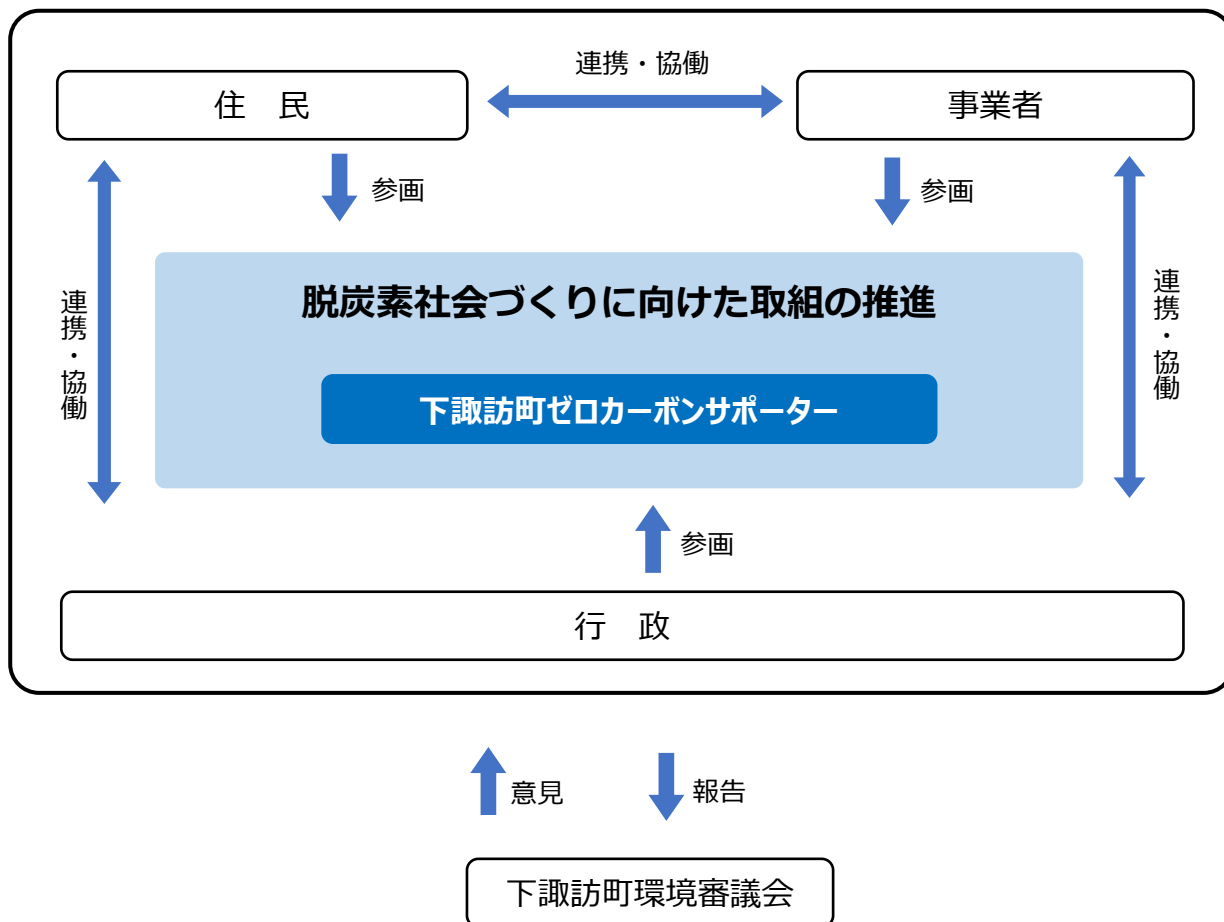 連携・協働
住　民
事業者
参画
参画
連携・協働
脱炭素社会づくりに向けた取組の推進
連携・協働
下諏訪町ゼロカーボンサポーター
参画
行　政
意見
報告
下諏訪町環境審議会